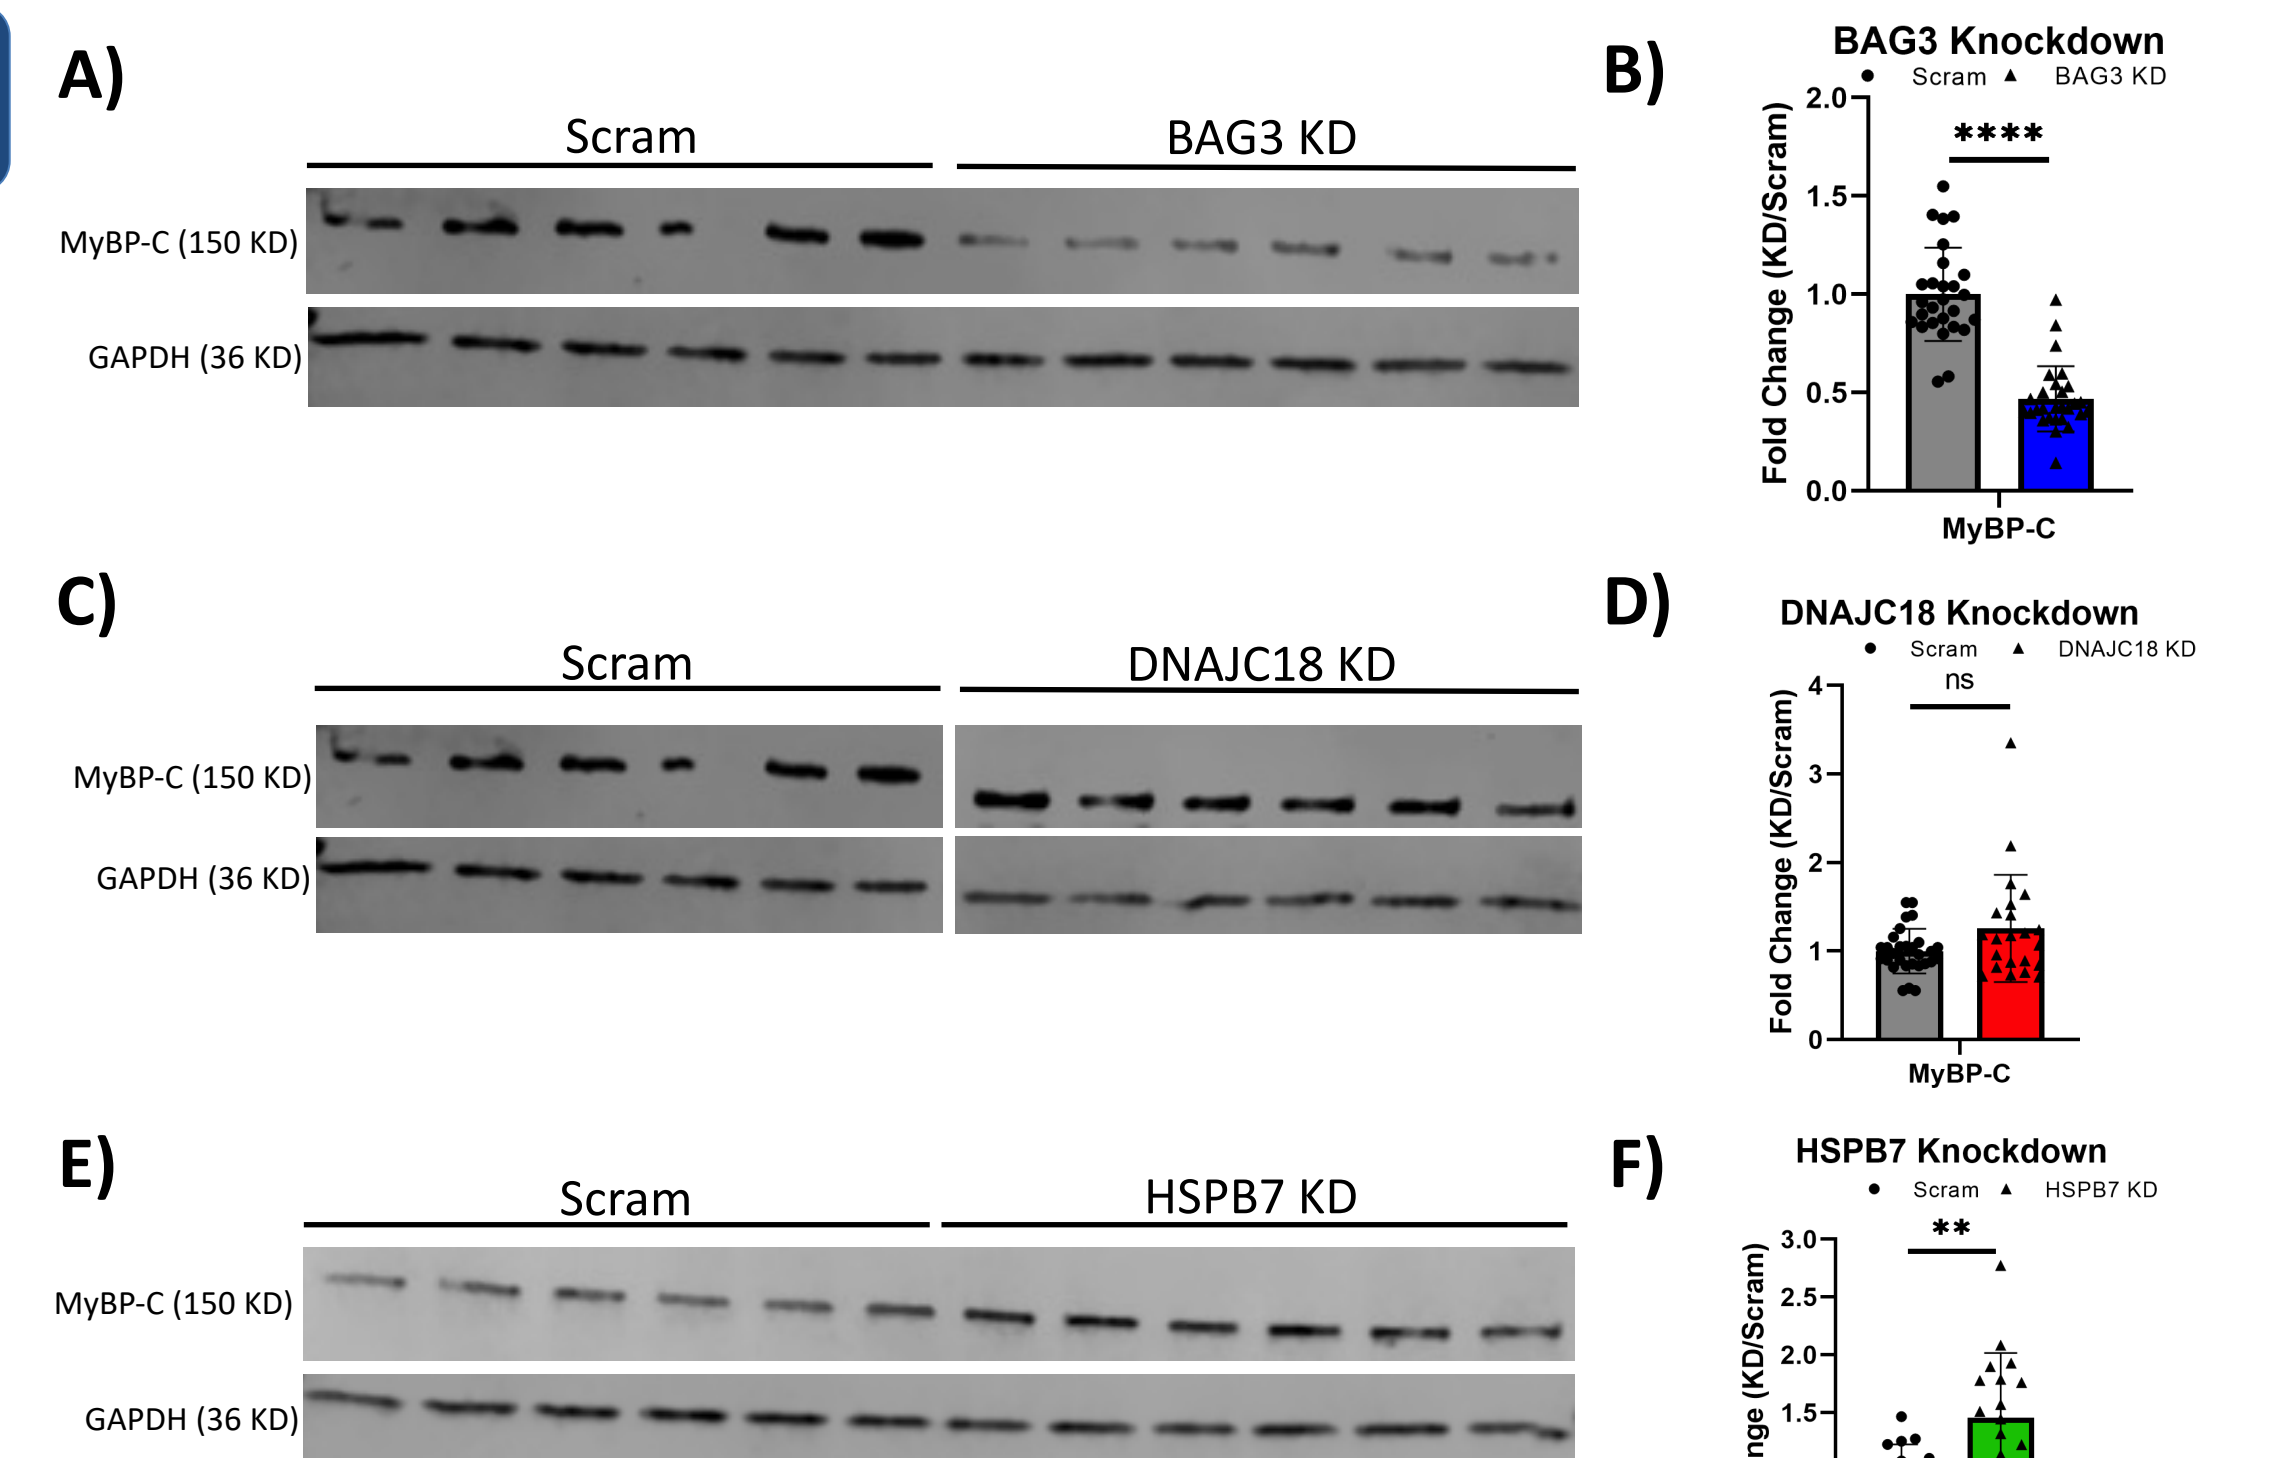 A)
Scram
BAG3 KD
MyBP-C (150 KD)
GAPDH (36 KD)
B)
BAG3 Knockdown
Scram
BAG3 KD
Fold Change (KD/Scram)
2.0
1.5
1.0
0.5
0.0
****
MyBP-C
C)
Scram
DNAJC18 KD
MyBP-C (150 KD)
GAPDH (36 KD)
D)
DNAJC18 Knockdown
Scram
DNAJC18 KD
ns
Fold Change (KD/Scram)
4
3
2
1
0
MyBP-C
E)
Scram
HSPB7 KD
MyBP-C (150 KD)
GAPDH (36 KD)
F)
HSPB7 Knockdown
Scram
HSPB7 KD
**
nge (KD/Scram)
3.0
2.5
2.0
1.5